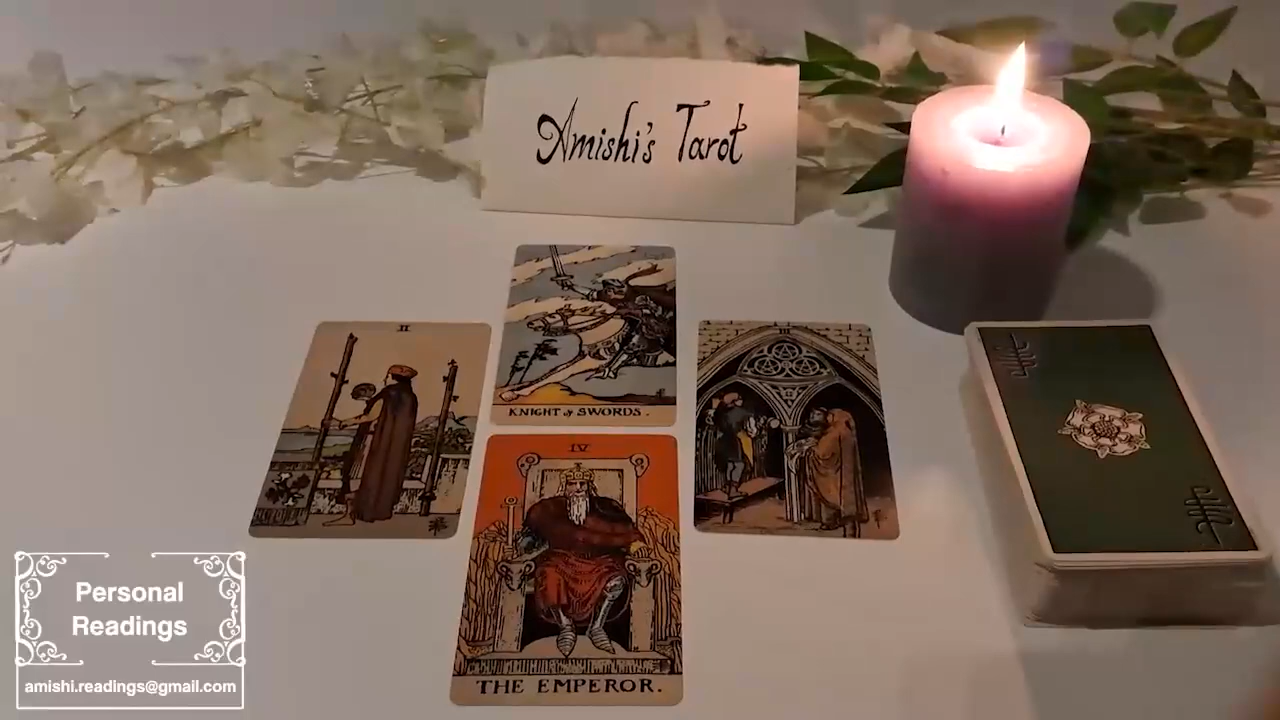 Amishi's Tarot
KNIGHT of SWORDS.
II
III
IV
THE EMPEROR.
Personal
Readings
amishi.readings@gmail.com